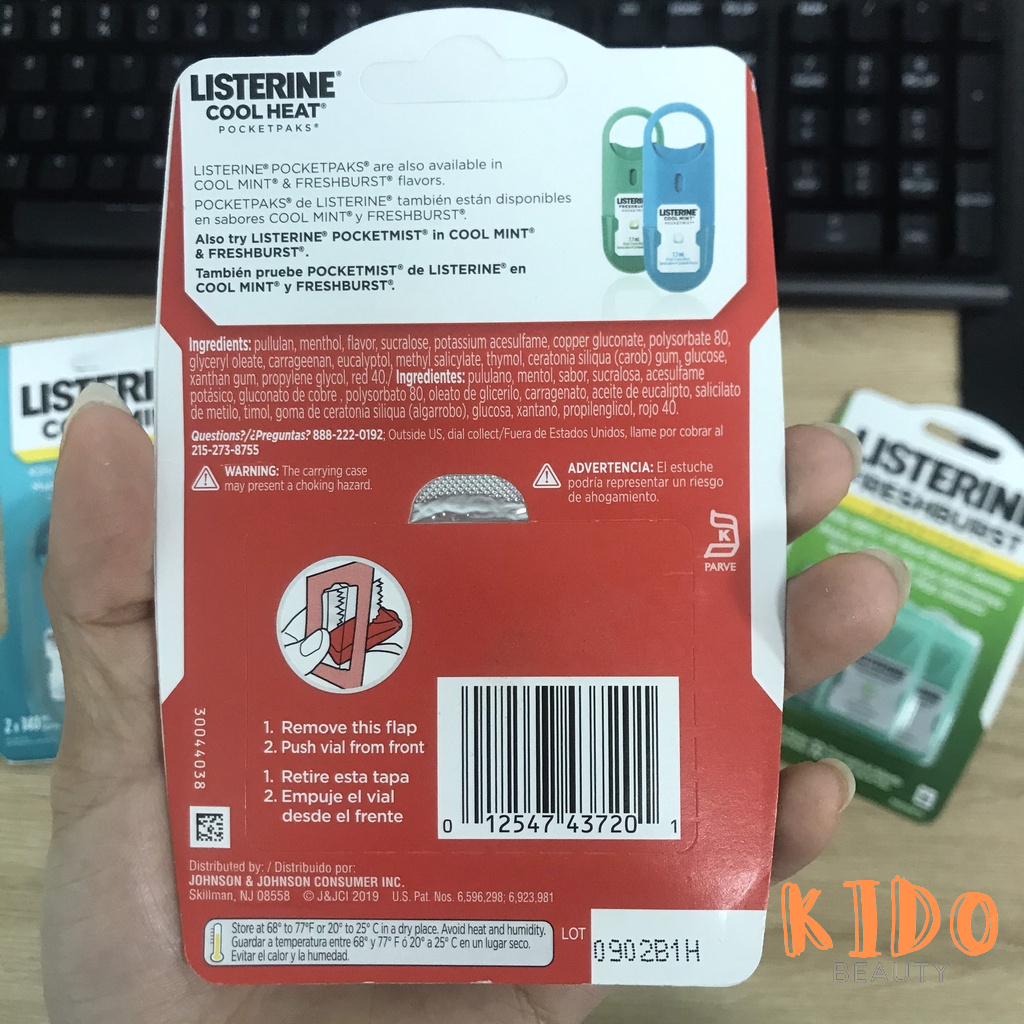 LISTERINE®
COOL HEAT®
POCKETPAKS®
LISTERINE® POCKETPAKS® are also available in
COOL MINT® & FRESHBURST® flavors.
POCKETPAKS® de LISTERINE® también están disponibles
en sabores COOL MINT® y FRESHBURST®.
Also try LISTERINE® POCKETMIST® in COOL MINT®
& FRESHBURST®.
También pruebe POCKETMIST® de LISTERINE® en
COOL MINT® y FRESHBURST®.
LISTERINE
COOL MINT
Ingredients: pullulan, menthol, flavor, sucralose, potassium acesulfame, copper gluconate, polysorbate 80,
glyceryl oleate, carrageenan, eucalyptol, methyl salicylate, thymol, ceratonia siliqua (carob) gum, glucose,
xanthan gum, propylene glycol, red 40./ Ingredientes: pululano, mentol, sabor, sucralosa, acesulfame
potásico, gluconato de cobre , polysorbato 80, oleato de glicerilo, carragenato, aceite de eucalipto, salicilato
de metilo, timol, goma de ceratonia siliqua (algarrobo), glucosa, xantano, propilenglicol, rojo 40.
Questions?/¿Preguntas? 888-222-0192; Outside US, dial collect/Fuera de Estados Unidos, llame por cobrar al
215-273-8755
WARNING: The carrying case
may present a choking hazard.
ADVERTENCIA: El estuche
podría representar un riesgo
de ahogamiento.
K
PARVE
1. Remove this flap
2. Push vial from front
1. Retire esta tapa
2. Empuje el vial
desde el frente
30044038
0 12547 43720 1
Distributed by: / Distribuido por:
JOHNSON & JOHNSON CONSUMER INC.
Skillman, NJ 08558 © J&JCI 2019 U.S. Pat. Nos. 6,596,298; 6,923,981
Store at 68° to 77°F or 20° to 25° C in a dry place. Avoid heat and humidity.
Guardar a temperatura entre 68° y 77° F ó 20° a 25° C en un lugar seco.
Evitar el calor y la humedad.
LOT
0902B1H
LISTERINE
FRESHBURST
LISTERINE
KIDO
BEAUTY